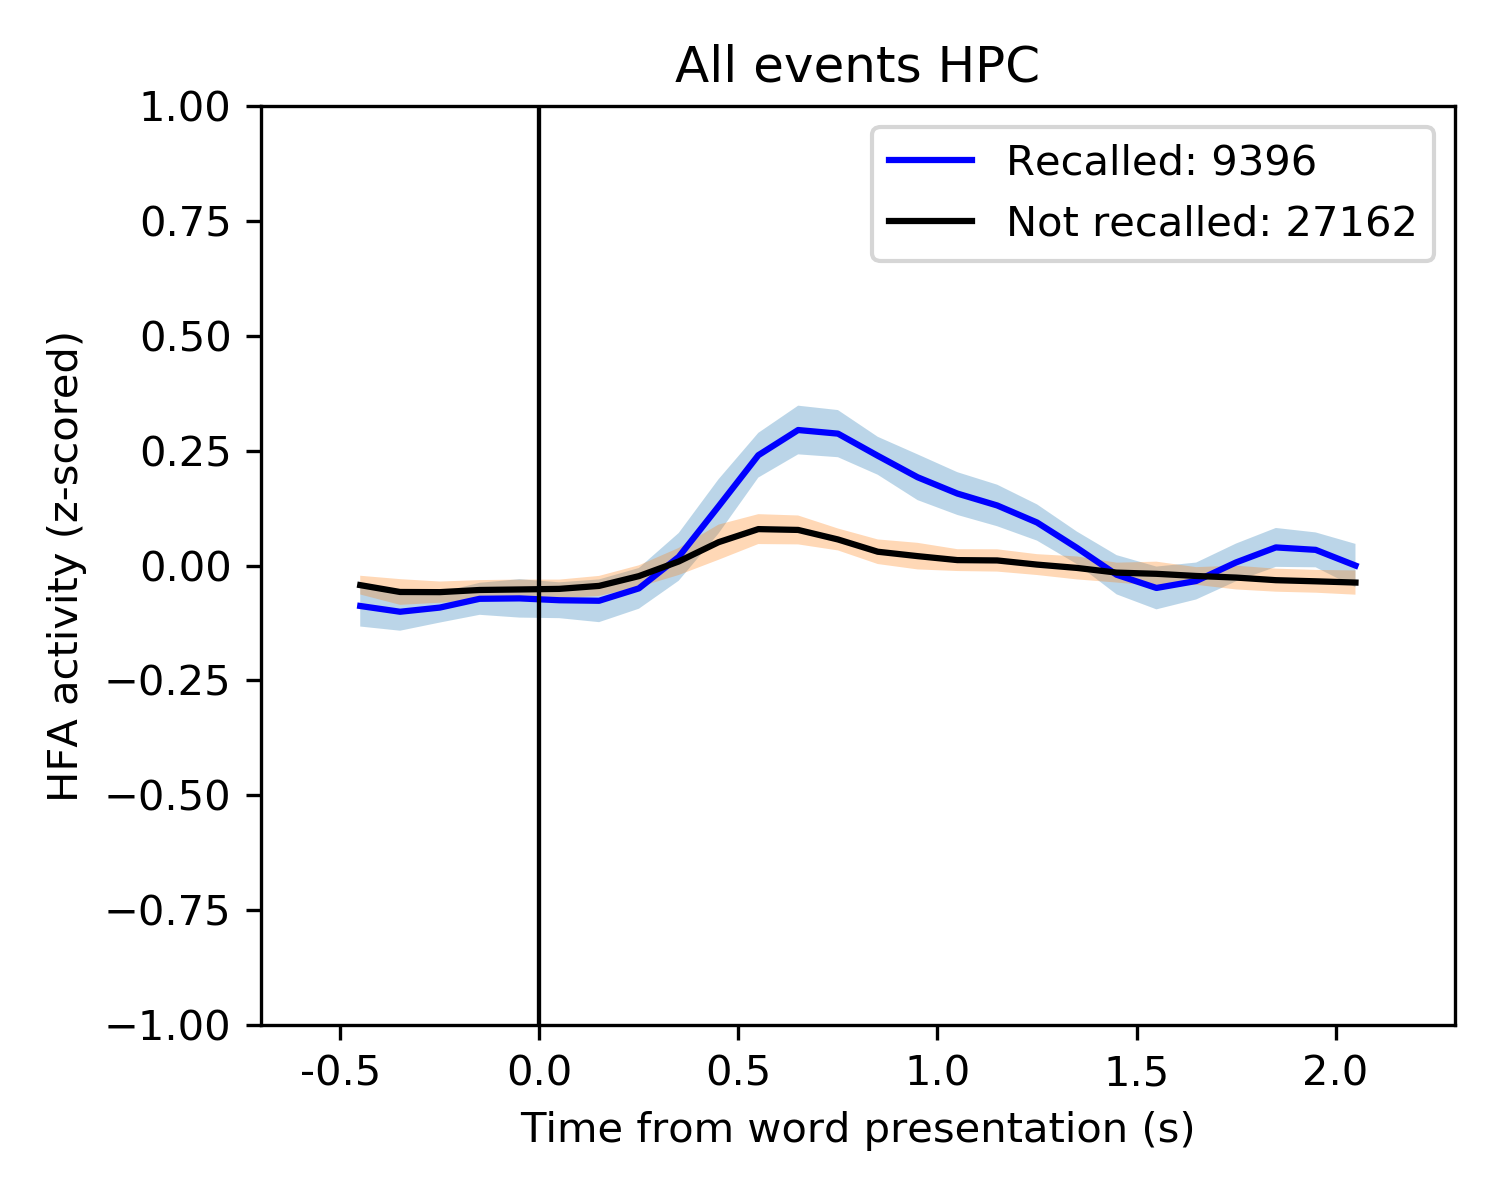 All events HPC
1.00
0.75
0.50
0.25
0.00
−0.25
−0.50
−0.75
−1.00
HFA activity (z-scored)
Recalled: 9396
Not recalled: 27162
-0.5 0.0 0.5 1.0 1.5 2.0
Time from word presentation (s)